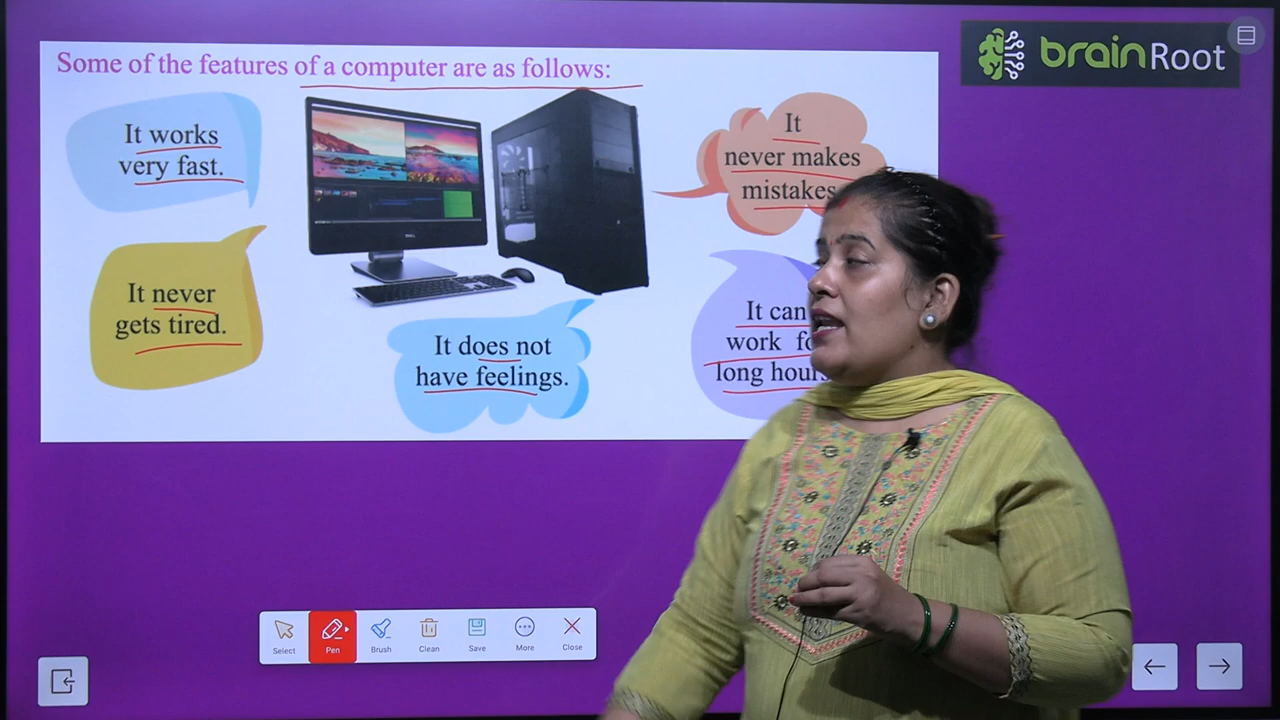 Some of the features of a computer are as follows:
brainRoot
It works
very fast.
It
never makes
mistakes
It never
gets tired.
It does not
have feelings.
It can
work
long hours
Select
Pen
Brush
Clean
Save
More
Close